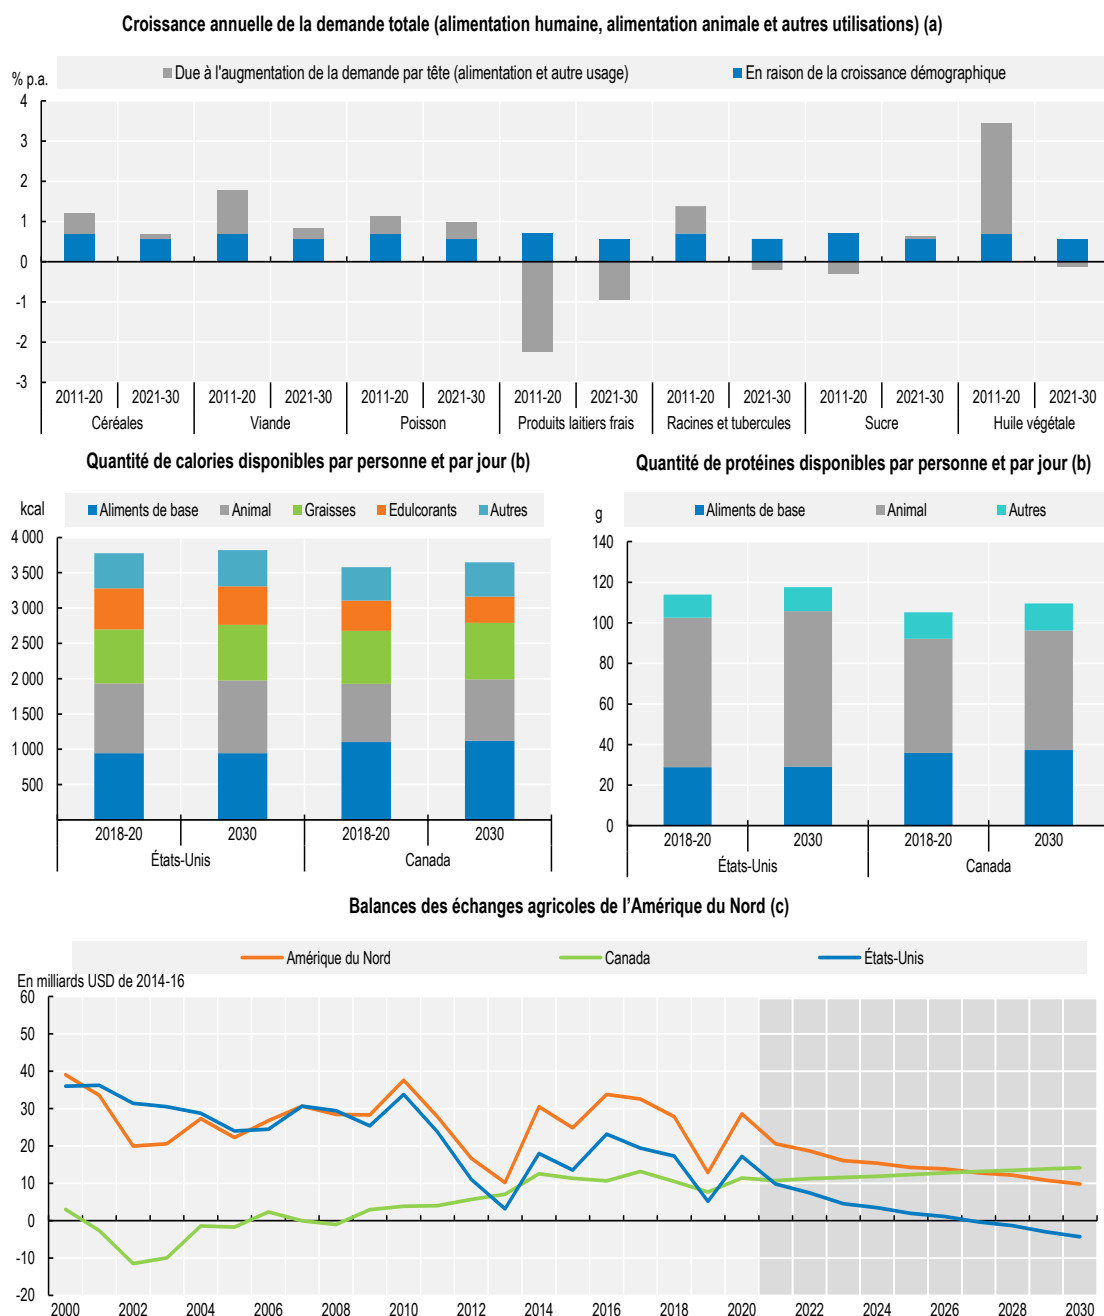 Croissance annuelle de la demande totale (alimentation humaine, alimentation animale et autres utilisations) (a)
% p.a.
Due à l'augmentation de la demande par tête (alimentation et autre usage)
En raison de la croissance démographique
4
3
2
1
0
-1
-2
-3
2011-20 2021-30 2011-20 2021-30 2011-20 2021-30 2011-20 2021-30 2011-20 2021-30 2011-20 2021-30 2011-20 2021-30
Céréales Viande Poisson Produits laitiers frais Racines et tubercules Sucre Huile végétale
Quantité de calories disponibles par personne et par jour (b)
kcal
Aliments de base Animal Graisses Edulcorants Autres
4 000
3 500
3 000
2 500
2 000
1 500
1 000
500
2018-20 2030 2018-20 2030
États-Unis Canada
Quantité de protéines disponibles par personne et par jour (b)
g
Aliments de base Animal Autres
140
120
100
80
60
40
20
0
2018-20 2030 2018-20 2030
États-Unis Canada
Balances des échanges agricoles de l’Amérique du Nord (c)
Amérique du Nord Canada États-Unis
En milliards USD de 2014-16
60
50
40
30
20
10
0
-10
-20
2000 2002 2004 2006 2008 2010 2012 2014 2016 2018 2020 2022 2024 2026 2028 2030